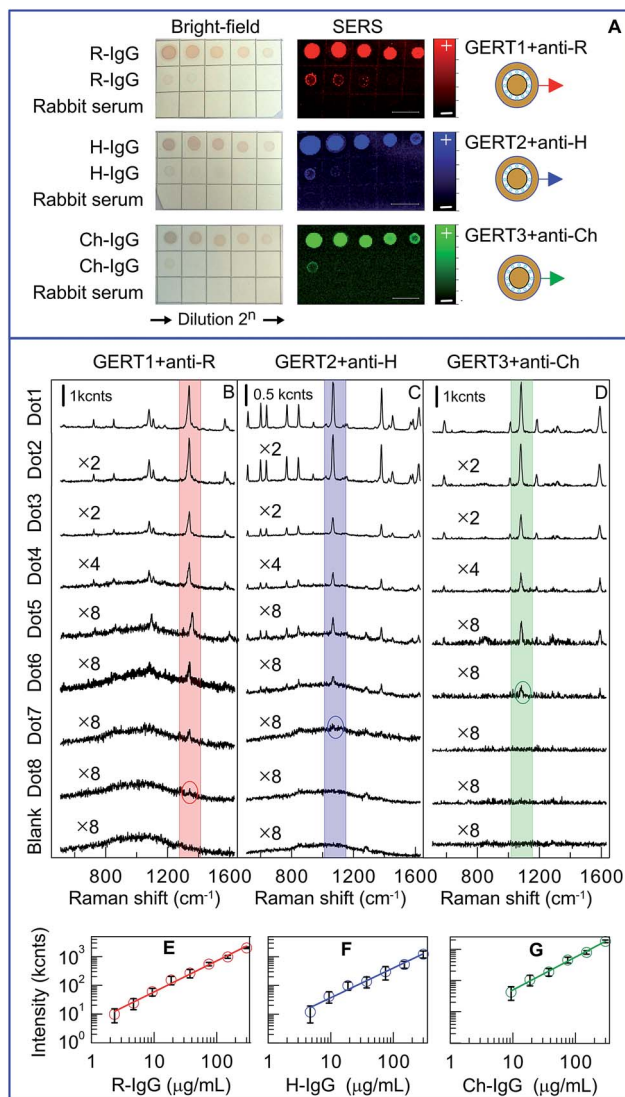 Bright-field SERS A
R-IgG
R-IgG
Rabbit serum
+
−
GERT1+anti-R
H-IgG
H-IgG
Rabbit serum
+
−
GERT2+anti-H
Ch-IgG
Ch-IgG
Rabbit serum
+
−
GERT3+anti-Ch
→ Dilution 2ⁿ →
GERT1+anti-R GERT2+anti-H GERT3+anti-Ch
1kcnts B 0.5 kcnts C 1kcnts D
Dot1
Dot2 ×2 ×2 ×2
Dot3 ×2 ×2 ×2
Dot4 ×4 ×4 ×4
Dot5 ×8 ×8 ×8
Dot6 ×8 ×8 ×8
Dot7 ×8 ×8 ×8
Dot8 ×8 ×8 ×8
Blank ×8 ×8 ×8
800 1200 1600 800 1200 1600 800 1200 1600
Raman shift (cm⁻¹) Raman shift (cm⁻¹) Raman shift (cm⁻¹)
E F G
Intensity (kcnts)
10³
10²
10¹
10⁰
1 10 100 1 10 100 1 10 100
R-IgG (μg/mL) H-IgG (μg/mL) Ch-IgG (μg/mL)